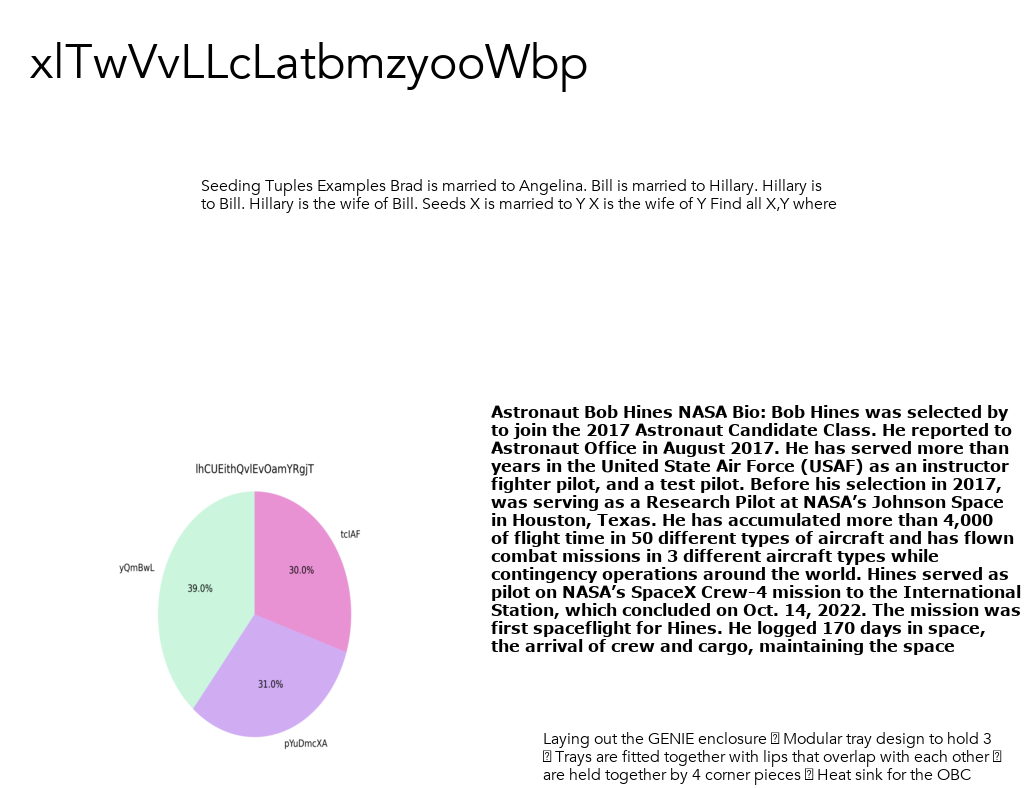 xlTwVvLLcLatbmzyooWbp
Seeding Tuples Examples Brad is married to Angelina. Bill is married to Hillary. Hillary is
to Bill. Hillary is the wife of Bill. Seeds X is married to Y X is the wife of Y Find all X,Y where
Astronaut Bob Hines NASA Bio: Bob Hines was selected by
to join the 2017 Astronaut Candidate Class. He reported to
Astronaut Office in August 2017. He has served more than
years in the United State Air Force (USAF) as an instructor
fighter pilot, and a test pilot. Before his selection in 2017,
was serving as a Research Pilot at NASA’s Johnson Space
in Houston, Texas. He has accumulated more than 4,000
of flight time in 50 different types of aircraft and has flown
combat missions in 3 different aircraft types while
contingency operations around the world. Hines served as
pilot on NASA’s SpaceX Crew-4 mission to the International
Station, which concluded on Oct. 14, 2022. The mission was
first spaceflight for Hines. He logged 170 days in space,
the arrival of crew and cargo, maintaining the space
tcIAF
yQmBwL
30.0%
39.0%
31.0%
pYuDmcXA
Laying out the GENIE enclosure Modular tray design to hold 3
Trays are fitted together with lips that overlap with each other
are held together by 4 corner pieces Heat sink for the OBC